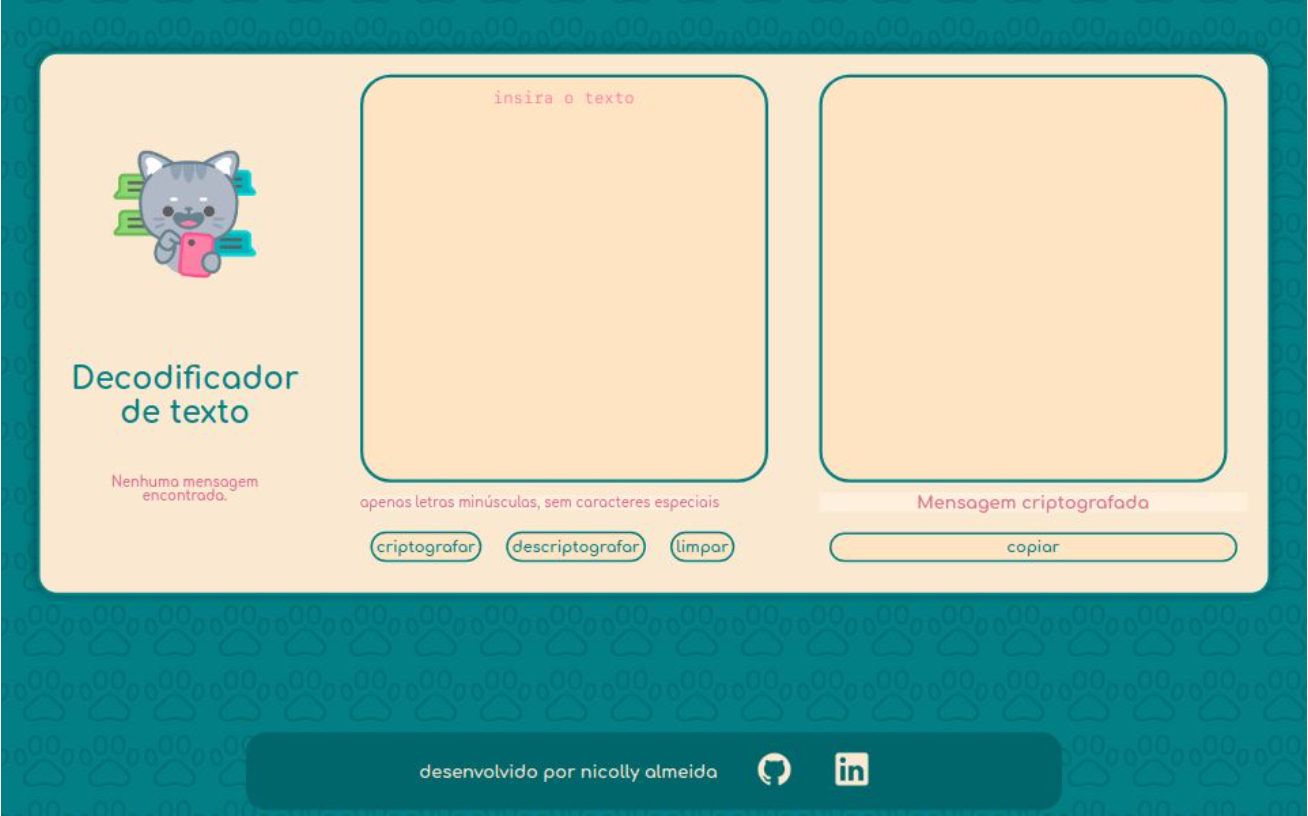 insira o texto
Decodificador
de texto
Nenhuma mensagem
encontrada.
apenas letras minúsculas, sem caracteres especiais
criptografar
descriptografar
limpar
Mensagem criptografada
copiar
desenvolvido por nicolly almeida
in